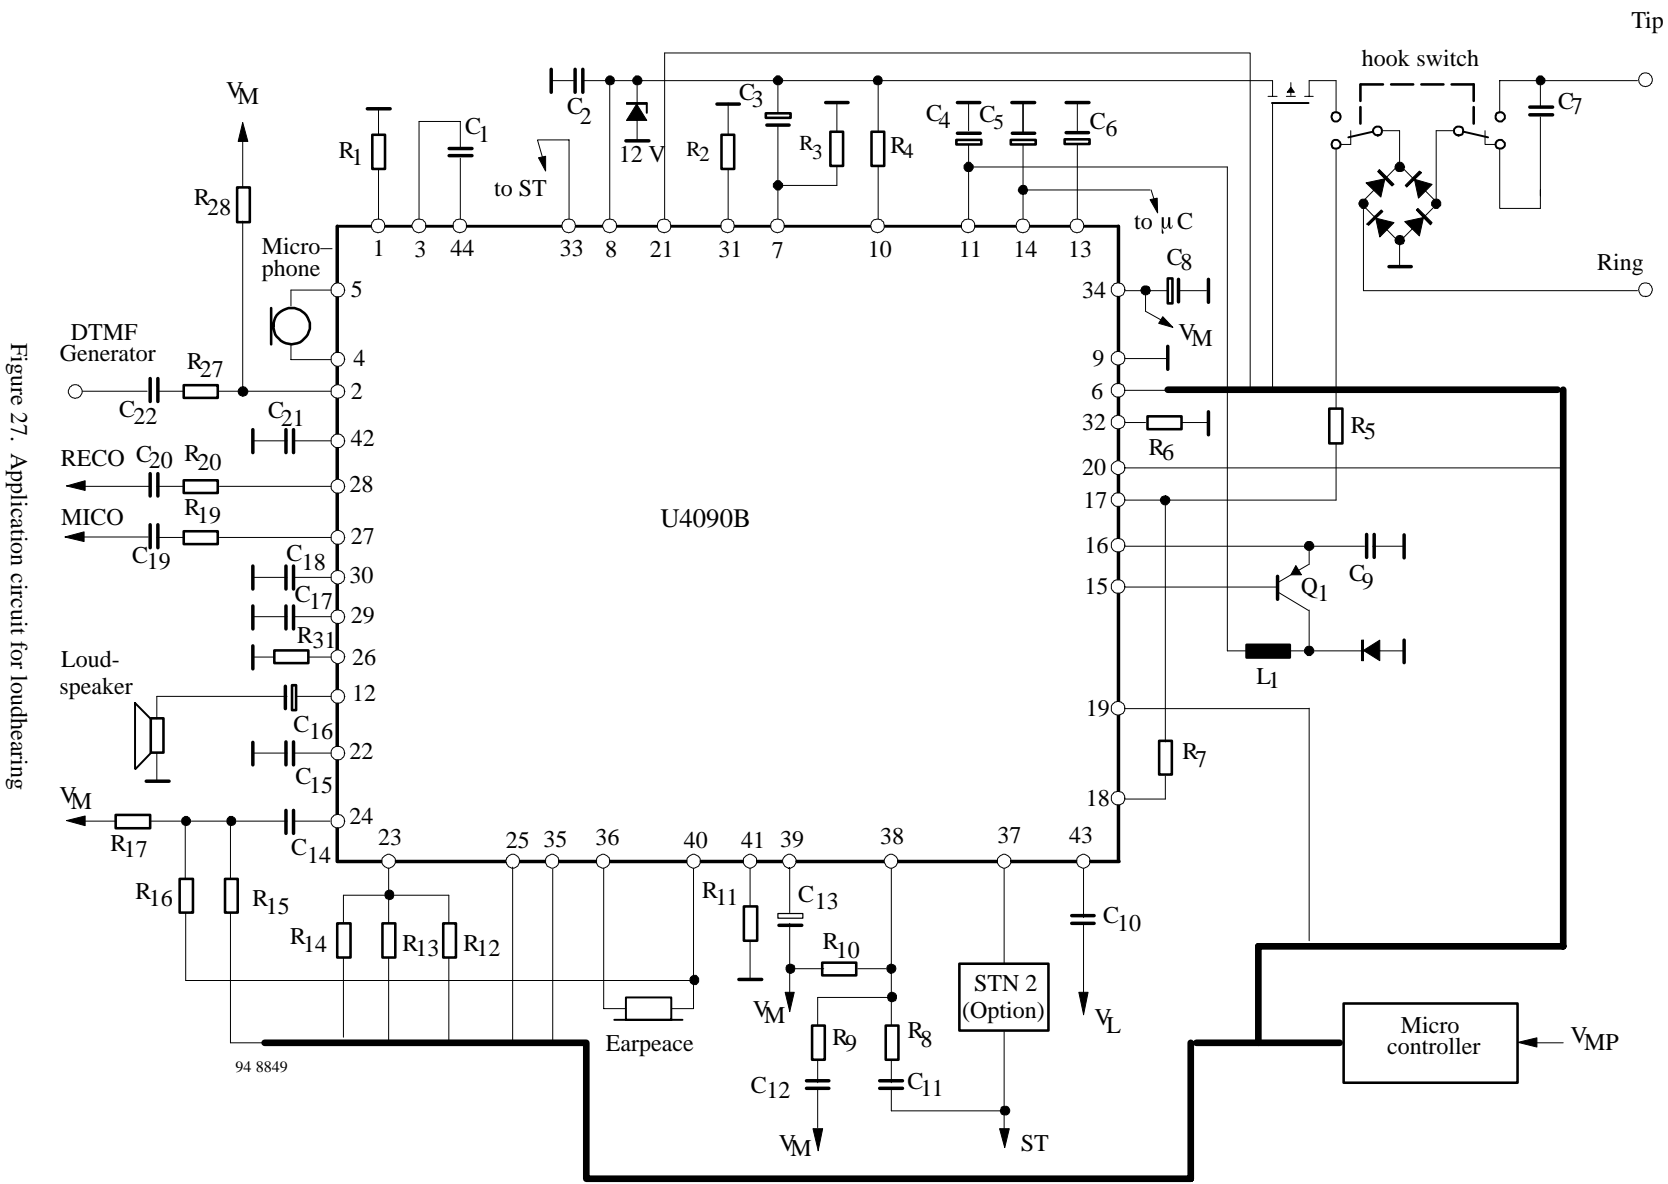 Tip
hook switch
C7
Ring
VM
C1
R1
C2
12 V
C3
R2
R3
R4
C4
C5
C6
to ST
to μC
R28
1
3
44
33
8
21
31
7
10
11
14
13
Micro–
phone
5
4
DTMF
Generator
R27
C22
2
C21
42
RECO
C20
R20
28
MICO
R19
C19
27
C18
30
C17
29
R31
26
Loud-
speaker
12
C16
22
C15
VM
24
R17
C14
U4090B
34
C8
VM
9
6
32
R6
R5
20
17
16
C9
15
Q1
L1
19
R7
18
23
25
35
36
40
41
39
38
37
43
R16
R15
R14
R13
R12
R11
C13
R10
C10
VM
STN 2
(Option)
VL
Earpeace
R9
R8
C12
C11
VM
ST
Micro
controller
VMP
94 8849
Figure 27. Application circuit for loudhearing